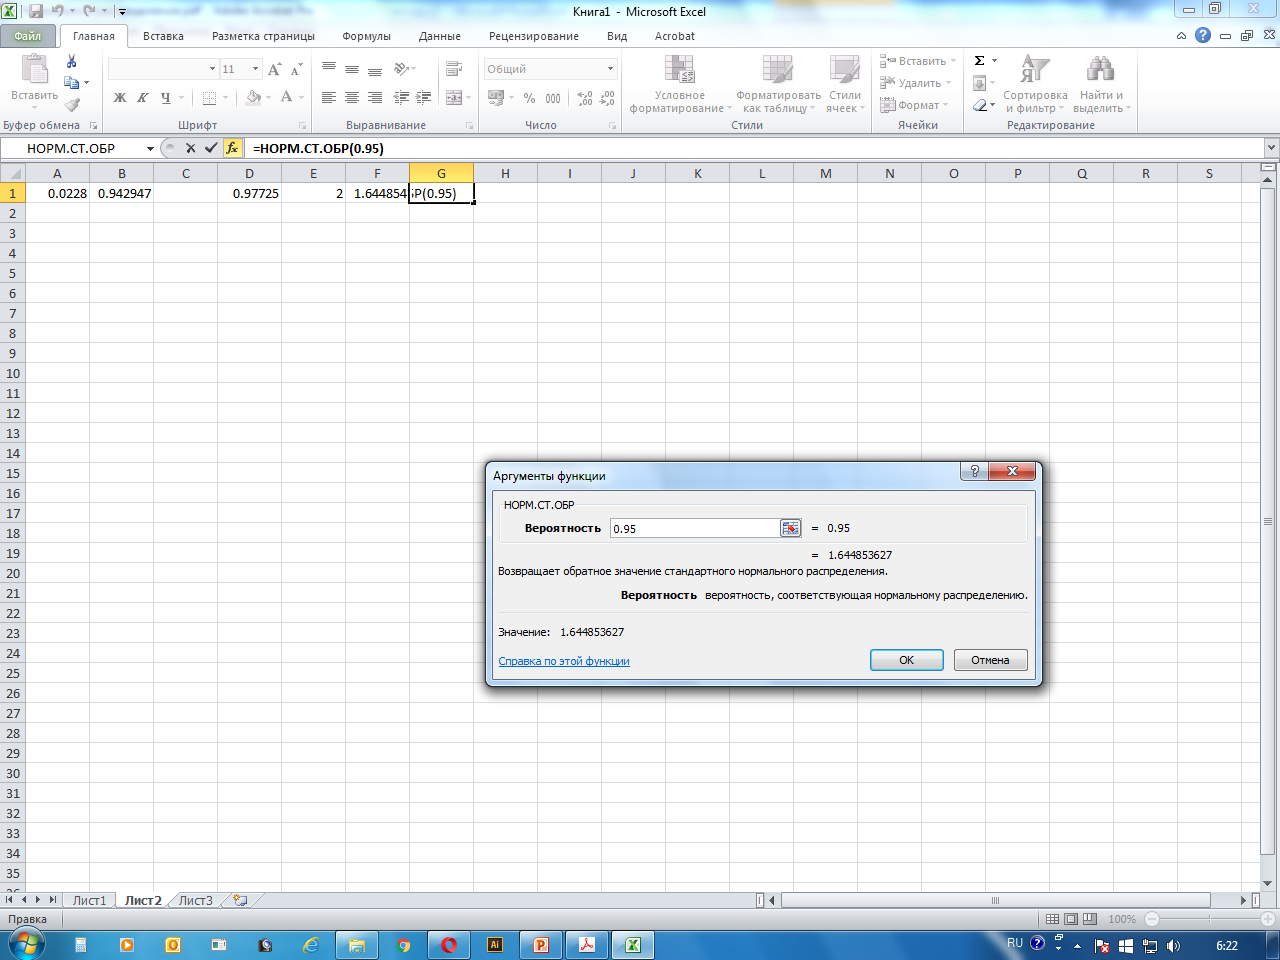 Книга1 - Microsoft Excel
Файл Главная Вставка Разметка страницы Формулы Данные Рецензирование Вид Acrobat
Вставить
Буфер обмена
11
Ж К Ч А
Шрифт
Выравнивание
Общий
% 000
Число
Условное форматирование
Форматировать как таблицу
Стили ячеек
Стили
Вставить
Удалить
Формат
Ячейки
Σ
Сортировка и фильтр
Найти и выделить
Редактирование
НОРМ.СТ.ОБР fx =НОРМ.СТ.ОБР(0.95)
A B C D E F G H I J K L M N O P Q R S
1 0.0228 0.942947 0.97725 2 1.644854 БР(0.95)
2
3
4
5
6
7
8
9
10
11
12
13
14
15
16
17
18
19
20
21
22
23
24
25
26
27
28
29
30
31
32
33
34
35
Аргументы функции
НОРМ.СТ.ОБР
Вероятность 0.95 = 0.95
= 1.644853627
Возвращает обратное значение стандартного нормального распределения.
Вероятность вероятность, соответствующая нормальному распределению.
Значение: 1.644853627
Справка по этой функции
ОК Отмена
Лист1 Лист2 Лист3
Правка 100%
Ai RU 6:22